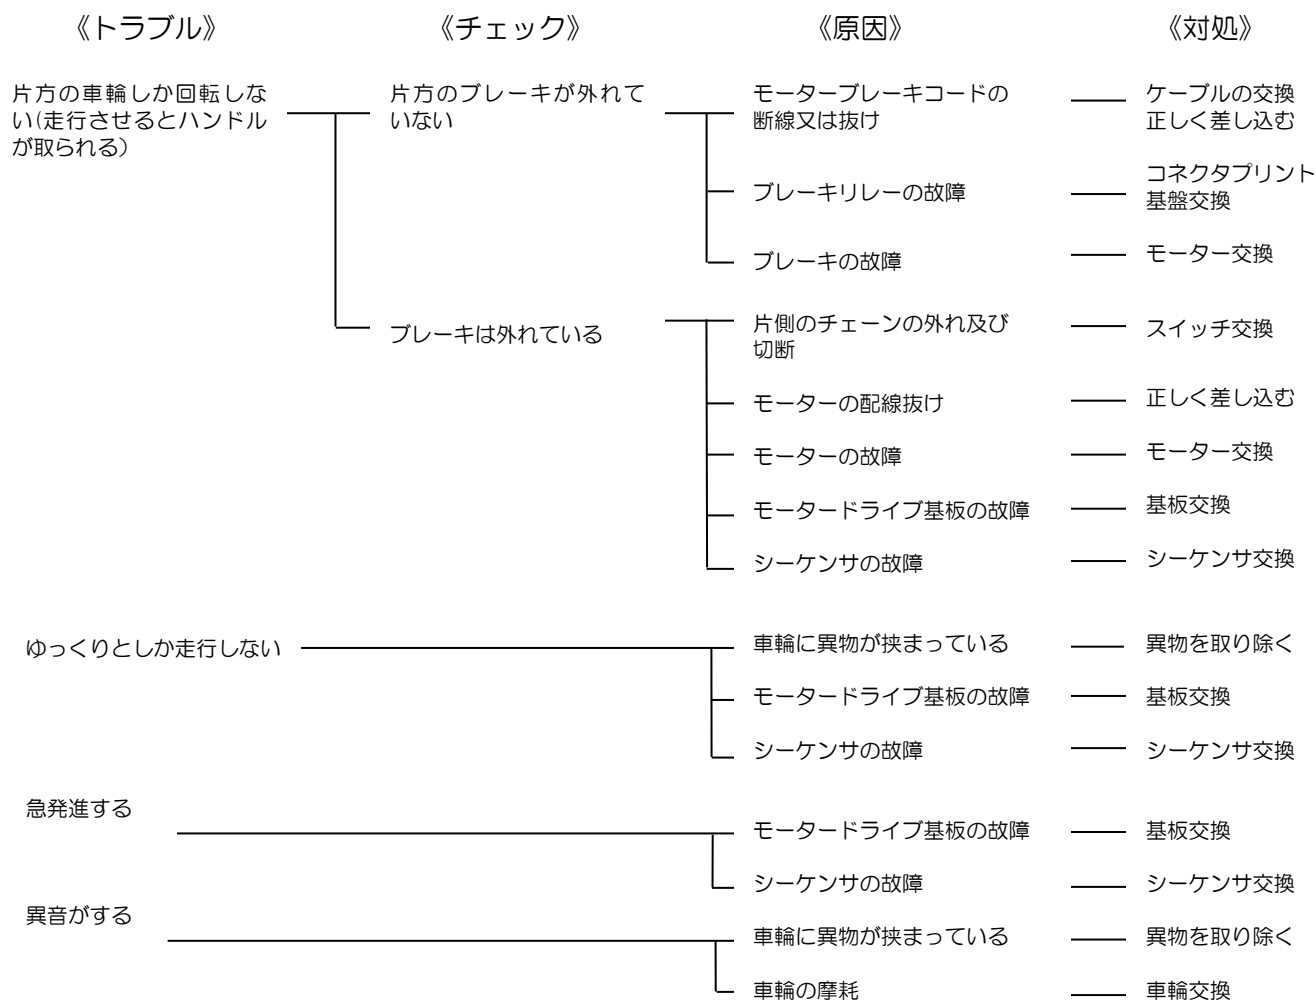 《トラブル》 《チェック》 《原因》 《対処》
片方の車輪しか回転しな
い(走行させるとハンドル
が取られる)
片方のブレーキが外れて
いない
モーターブレーキコードの
断線又は抜け
ケーブルの交換
正しく差し込む
ブレーキリレーの故障
コネクタプリント
基盤交換
ブレーキの故障
モーター交換
ブレーキは外れている
片側のチェーンの外れ及び
切断
スイッチ交換
モーターの配線抜け
正しく差し込む
モーターの故障
モーター交換
モータードライブ基板の故障
基板交換
シーケンサの故障
シーケンサ交換
ゆっくりとしか走行しない
車輪に異物が挟まっている
異物を取り除く
モータードライブ基板の故障
基板交換
シーケンサの故障
シーケンサ交換
急発進する
モータードライブ基板の故障
基板交換
シーケンサの故障
シーケンサ交換
異音がする
車輪に異物が挟まっている
異物を取り除く
車輪の摩耗
車輪交換